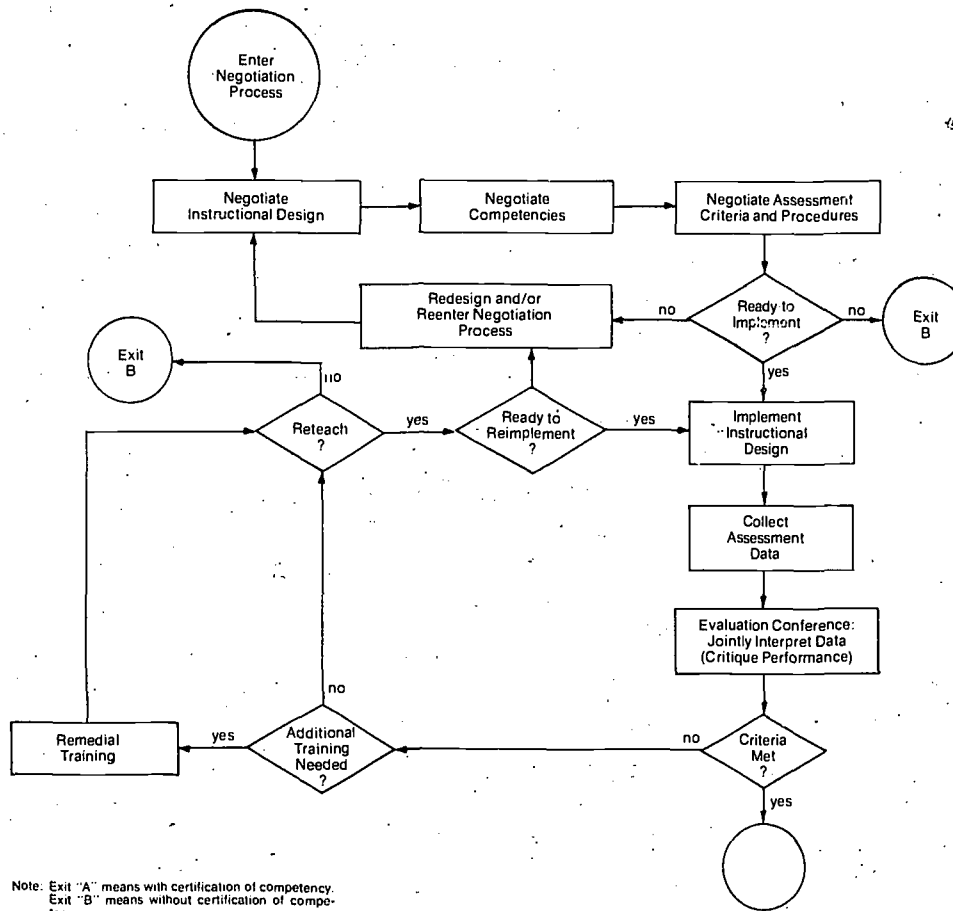 Enter
Negotiation
Process
Negotiate
Instructional Design
Negotiate
Competencies
Negotiate Assessment
Criteria and Procedures
Redesign and/or
Reenter Negotiation
Process
no
Ready to
Implement
?
no
Exit
B
yes
Exit
B
no
Reteach
?
yes
Ready to
Reimplement
?
yes
Implement
Instructional
Design
Collect
Assessment
Data
Evaluation Conference:
Jointly Interpret Data
(Critique Performance)
no
Remedial
Training
yes
Additional
Training
Needed
?
no
Criteria
Met
?
yes
Note: Exit "A" means with certification of competency.
Exit "B" means without certification of compe-